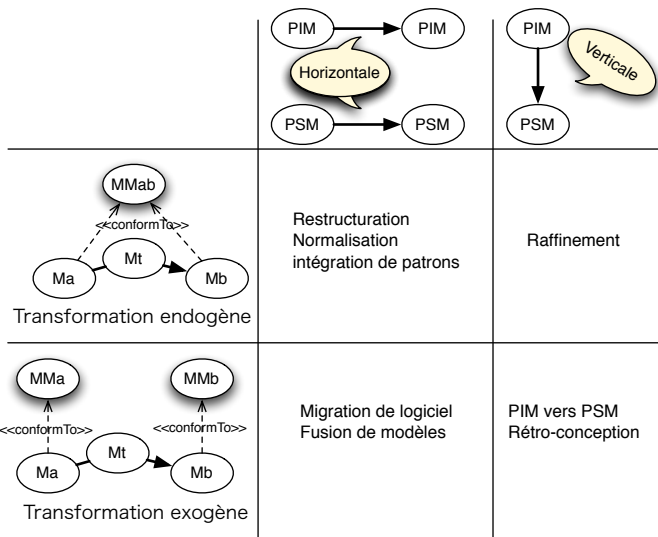 PIM PIM
Horizontale
PSM PSM
PIM
Verticale
PSM
MMab
<<conformTo>>
Mt
Ma Mb
Transformation endogène
Restructuration
Normalisation
intégration de patrons
Raffinement
MMa MMb
<<conformTo>> <<conformTo>>
Mt
Ma Mb
Transformation exogène
Migration de logiciel
Fusion de modèles
PIM vers PSM
Rétro-conception